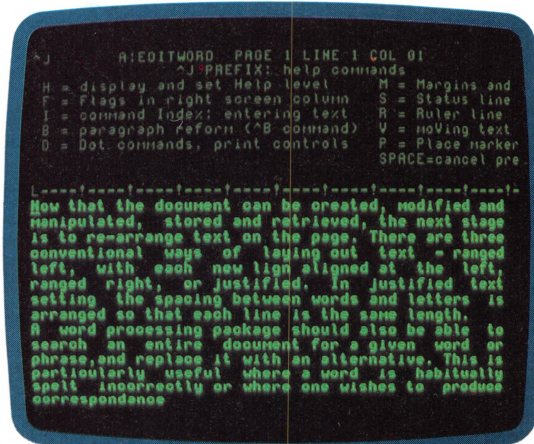 ^J A:EDITWORD PAGE 1 LINE 1 COL 01
^J PREFIX: help commands
H = display and set Help level M = Margins and
F = Flags in right screen column S = Status line
I = command Index; entering text R = Ruler line
B = paragraph reform (^B command) V = moVing text
D = Dot commands, print controls P = Place marker
SPACE=cancel pre
L----!----!----!----!----!----!----!----!----!-
Now that the document can be created, modified and
manipulated, stored and retrieved, the next stage
is to re-arrange text on the page. There are three
conventional ways of laying out text - ranged
left, with each new lign aligned at the left,
ranged right, or justified. In justified text
setting the spacing between words and letters is
arranged so that each line is the same length.
A word processing package should also be able to
search an entire document for a given word or
phrase,and replace it with an alternative. This is
particularly useful where a word is habitually
spelt incorrectly or where one wishes to produce
correspondance